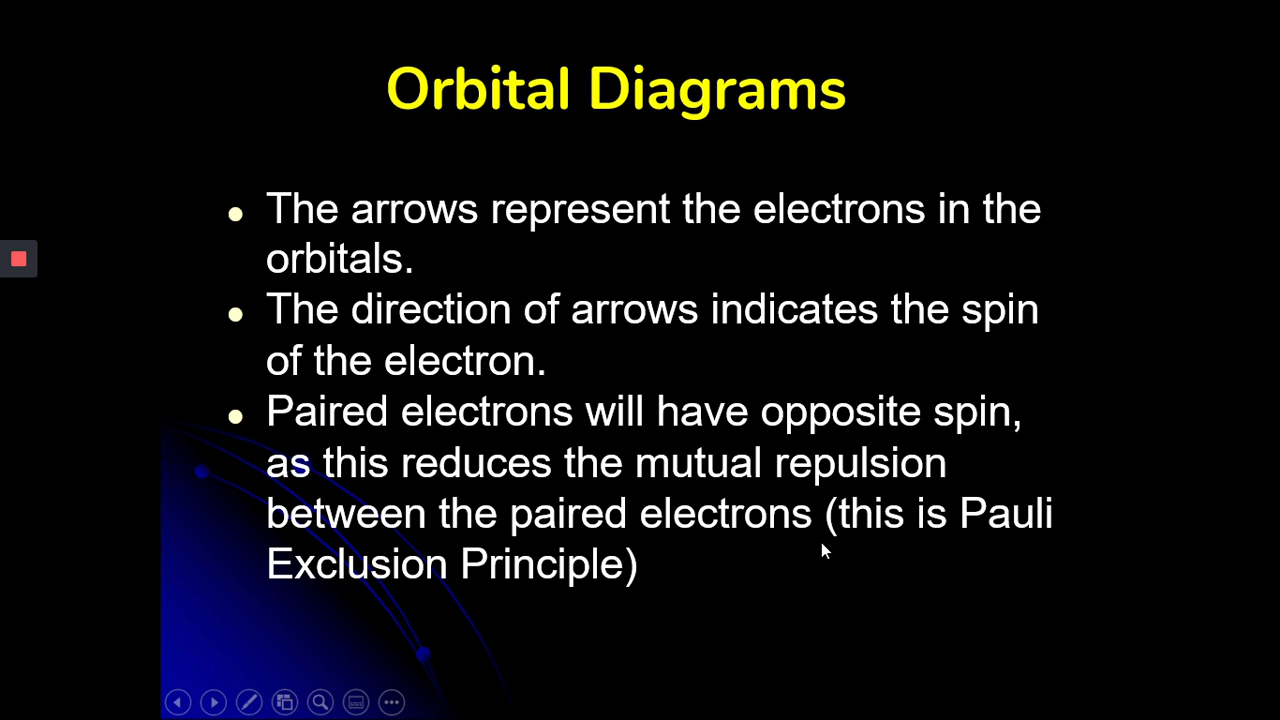 Orbital Diagrams
The arrows represent the electrons in the
orbitals.
The direction of arrows indicates the spin
of the electron.
Paired electrons will have opposite spin,
as this reduces the mutual repulsion
between the paired electrons (this is Pauli
Exclusion Principle)